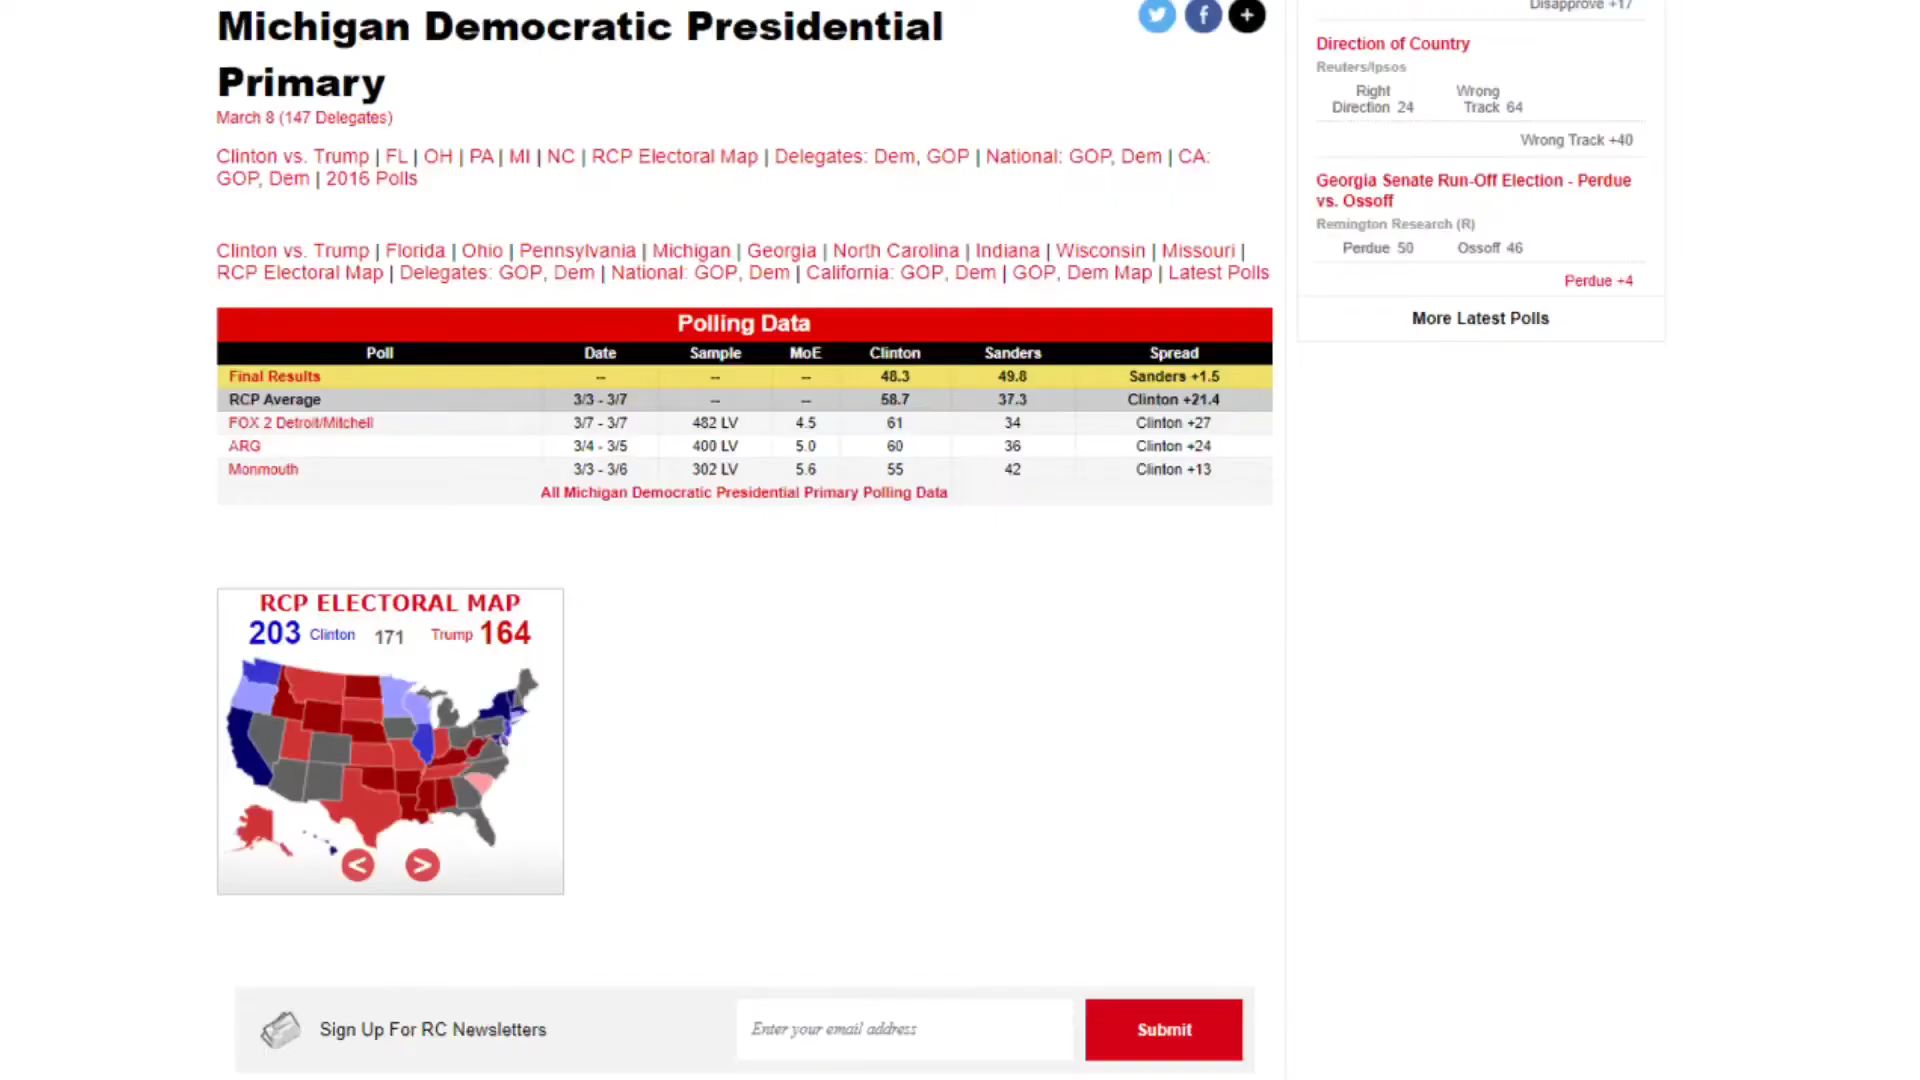 Michigan Democratic Presidential
Primary
March 8 (147 Delegates)
Clinton vs. Trump | FL | OH | PA | MI | NC | RCP Electoral Map | Delegates: Dem, GOP | National: GOP, Dem | CA:
GOP, Dem | 2016 Polls
Clinton vs. Trump | Florida | Ohio | Pennsylvania | Michigan | Georgia | North Carolina | Indiana | Wisconsin | Missouri |
RCP Electoral Map | Delegates: GOP, Dem | National: GOP, Dem | California: GOP, Dem | GOP, Dem Map | Latest Polls
Polling Data
Poll Date Sample MoE Clinton Sanders Spread
Final Results -- -- -- 48.3 49.8 Sanders +1.5
RCP Average 3/3 - 3/7 -- -- 58.7 37.3 Clinton +21.4
FOX 2 Detroit/Mitchell 3/7 - 3/7 482 LV 4.5 61 34 Clinton +27
ARG 3/4 - 3/5 400 LV 5.0 60 36 Clinton +24
Monmouth 3/3 - 3/6 302 LV 5.6 55 42 Clinton +13
All Michigan Democratic Presidential Primary Polling Data
RCP ELECTORAL MAP
203 Clinton 171 Trump 164
< >
Sign Up For RC Newsletters Enter your email address Submit
Disapprove +17
Direction of Country
Reuters/Ipsos
Right Wrong
Direction 24 Track 64
Wrong Track +40
Georgia Senate Run-Off Election - Perdue
vs. Ossoff
Remington Research (R)
Perdue 50 Ossoff 46
Perdue +4
More Latest Polls